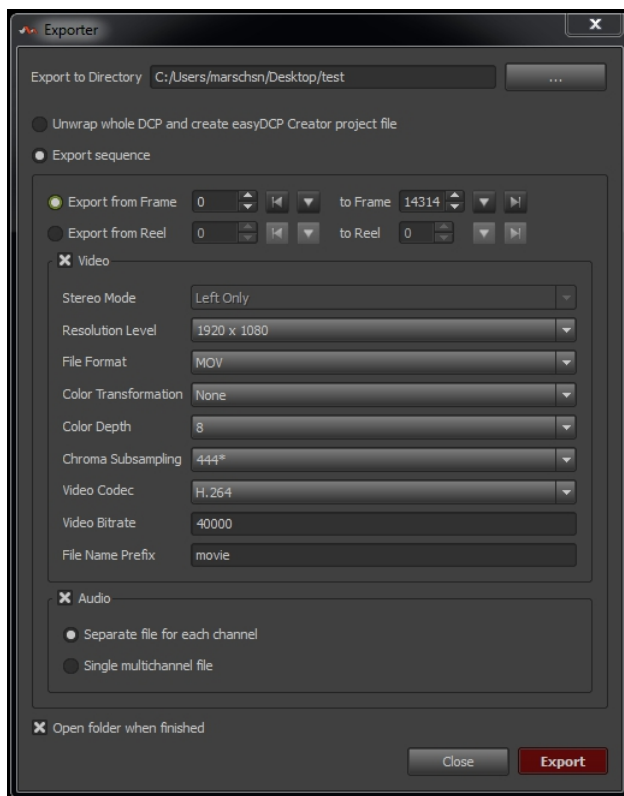 Exporter
Export to Directory C:/Users/marschsn/Desktop/test ...
Unwrap whole DCP and create easyDCP Creator project file
Export sequence
Export from Frame 0 to Frame 14314
Export from Reel 0 to Reel 0
Video
Stereo Mode Left Only
Resolution Level 1920 x 1080
File Format MOV
Color Transformation None
Color Depth 8
Chroma Subsampling 444*
Video Codec H.264
Video Bitrate 40000
File Name Prefix movie
Audio
Separate file for each channel
Single multichannel file
Open folder when finished
Close Export